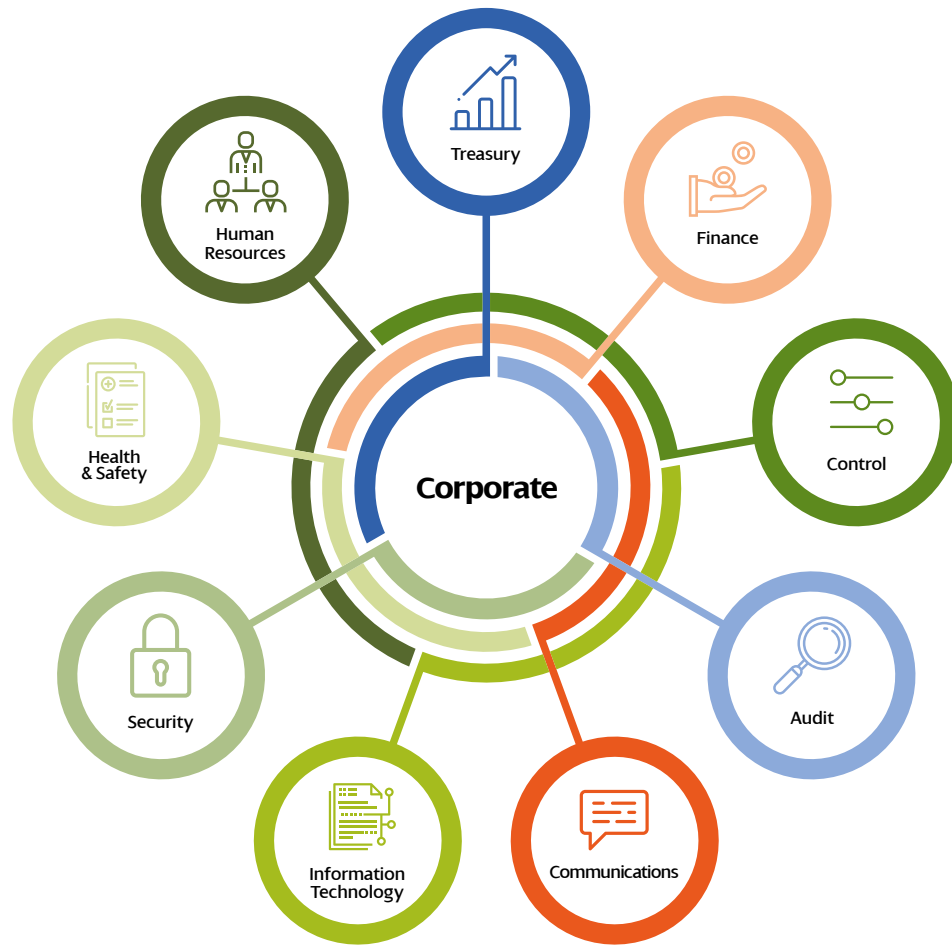 Treasury
Finance
Control
Audit
Communications
Information
Technology
Security
Health
& Safety
Human
Resources
Corporate